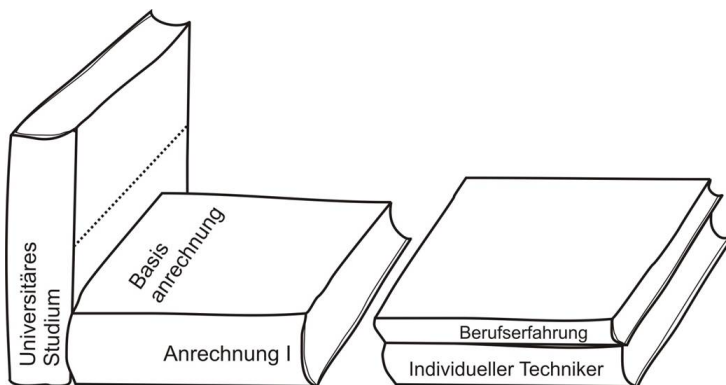 Universitäres
Studium
Basis
anrechnung
Anrechnung I
Berufserfahrung
Individueller Techniker